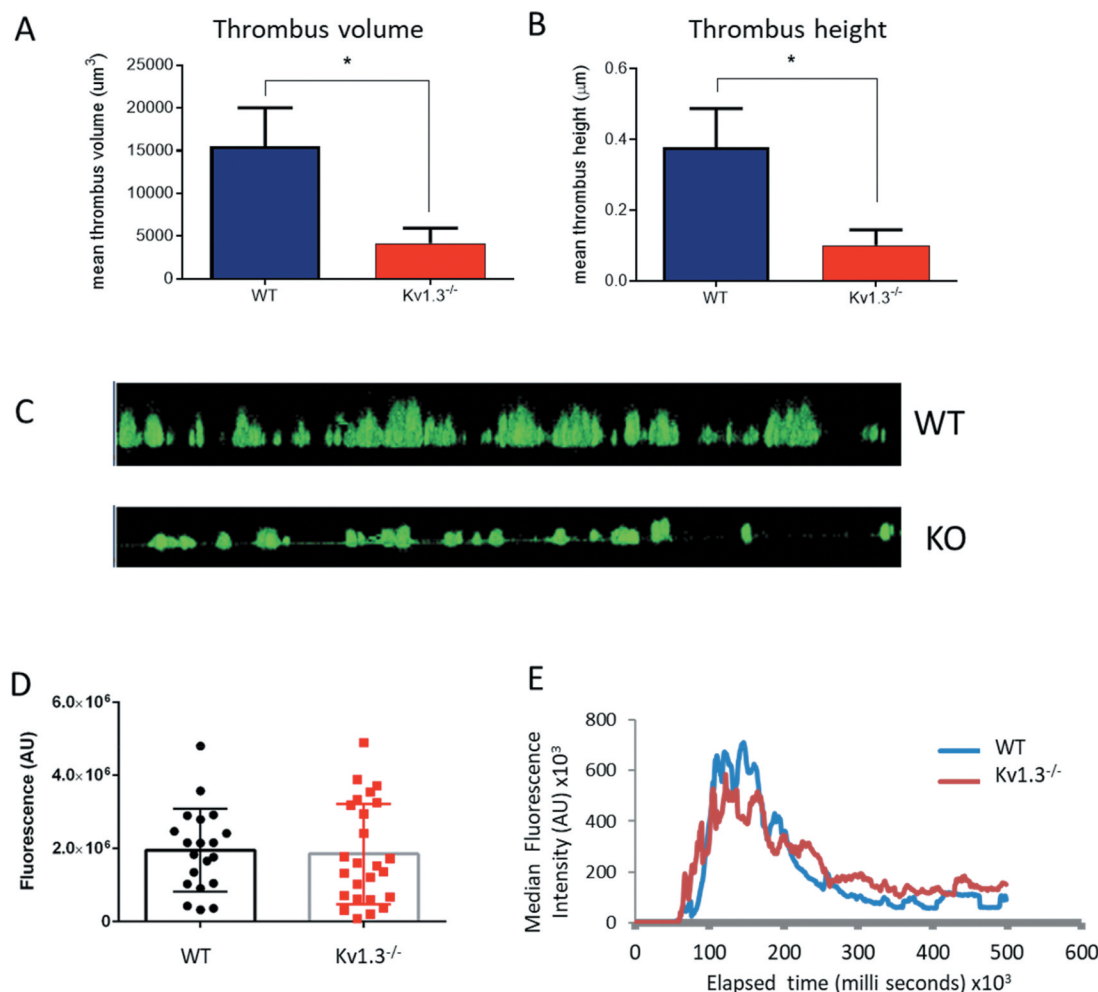 A
Thrombus volume
mean thrombus volume (um³)
25000
20000
15000
10000
5000
0
*
WT
Kv1.3⁻/⁻
B
Thrombus height
mean thrombus height (µm)
0.6
0.4
0.2
0.0
*
WT
Kv1.3⁻/⁻
C
WT
KO
D
Fluorescence (AU)
6.0×10⁶
4.0×10⁶
2.0×10⁶
0
WT
Kv1.3⁻/⁻
E
Median Fluorescence
Intensity (AU) x10³
800
600
400
200
0
WT
Kv1.3⁻/⁻
0 100 200 300 400 500 600
Elapsed time (milli seconds) x10³